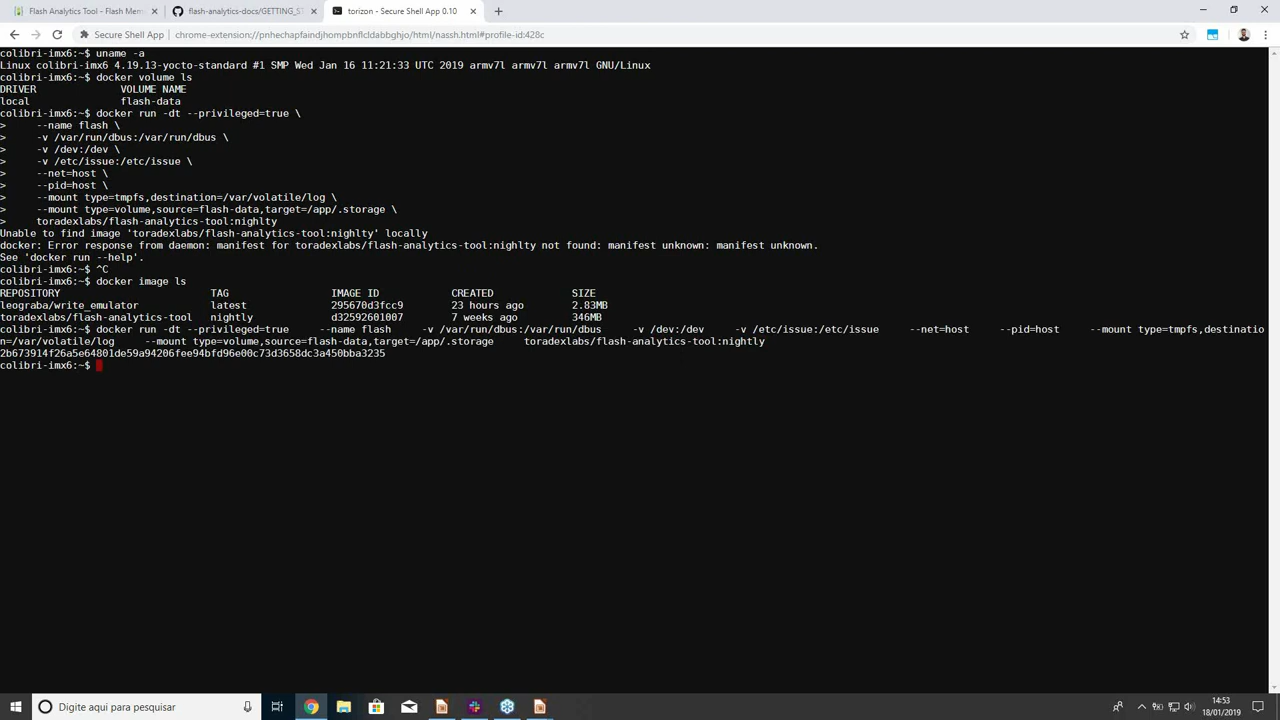 Flash Analytics Tool - Flash Mem
flash-analytics-docs/GETTING_ST
torizon - Secure Shell App 0.10
Secure Shell App
chrome-extension://pnhechapfaindjhompbnflcldabbghjo/html/nassh.html#profile-id:428c
colibri-imx6:~$ uname -a
Linux colibri-imx6 4.19.13-yocto-standard #1 SMP Wed Jan 16 11:21:33 UTC 2019 armv7l armv7l armv7l GNU/Linux
colibri-imx6:~$ docker volume ls
DRIVER VOLUME NAME
local flash-data
colibri-imx6:~$ docker run -dt --privileged=true \
> --name flash \
> -v /var/run/dbus:/var/run/dbus \
> -v /dev:/dev \
> -v /etc/issue:/etc/issue \
> --net=host \
> --pid=host \
> --mount type=tmpfs,destination=/var/volatile/log \
> --mount type=volume,source=flash-data,target=/app/.storage \
> toradexlabs/flash-analytics-tool:nighlty
Unable to find image 'toradexlabs/flash-analytics-tool:nighlty' locally
docker: Error response from daemon: manifest for toradexlabs/flash-analytics-tool:nighlty not found: manifest unknown: manifest unknown.
See 'docker run --help'.
colibri-imx6:~$ ^C
colibri-imx6:~$ docker image ls
REPOSITORY TAG IMAGE ID CREATED SIZE
leograba/write_emulator latest 295670d3fcc9 23 hours ago 2.83MB
toradexlabs/flash-analytics-tool nightly d32592601007 7 weeks ago 346MB
colibri-imx6:~$ docker run -dt --privileged=true --name flash -v /var/run/dbus:/var/run/dbus -v /dev:/dev -v /etc/issue:/etc/issue --net=host --pid=host --mount type=tmpfs,destinatio
n=/var/volatile/log --mount type=volume,source=flash-data,target=/app/.storage toradexlabs/flash-analytics-tool:nightly
2b673914f26a5e64801de59a94206fee94bfd96e00c73d3658dc3a450bba3235
colibri-imx6:~$
Digite aqui para pesquisar
14:53
18/01/2019